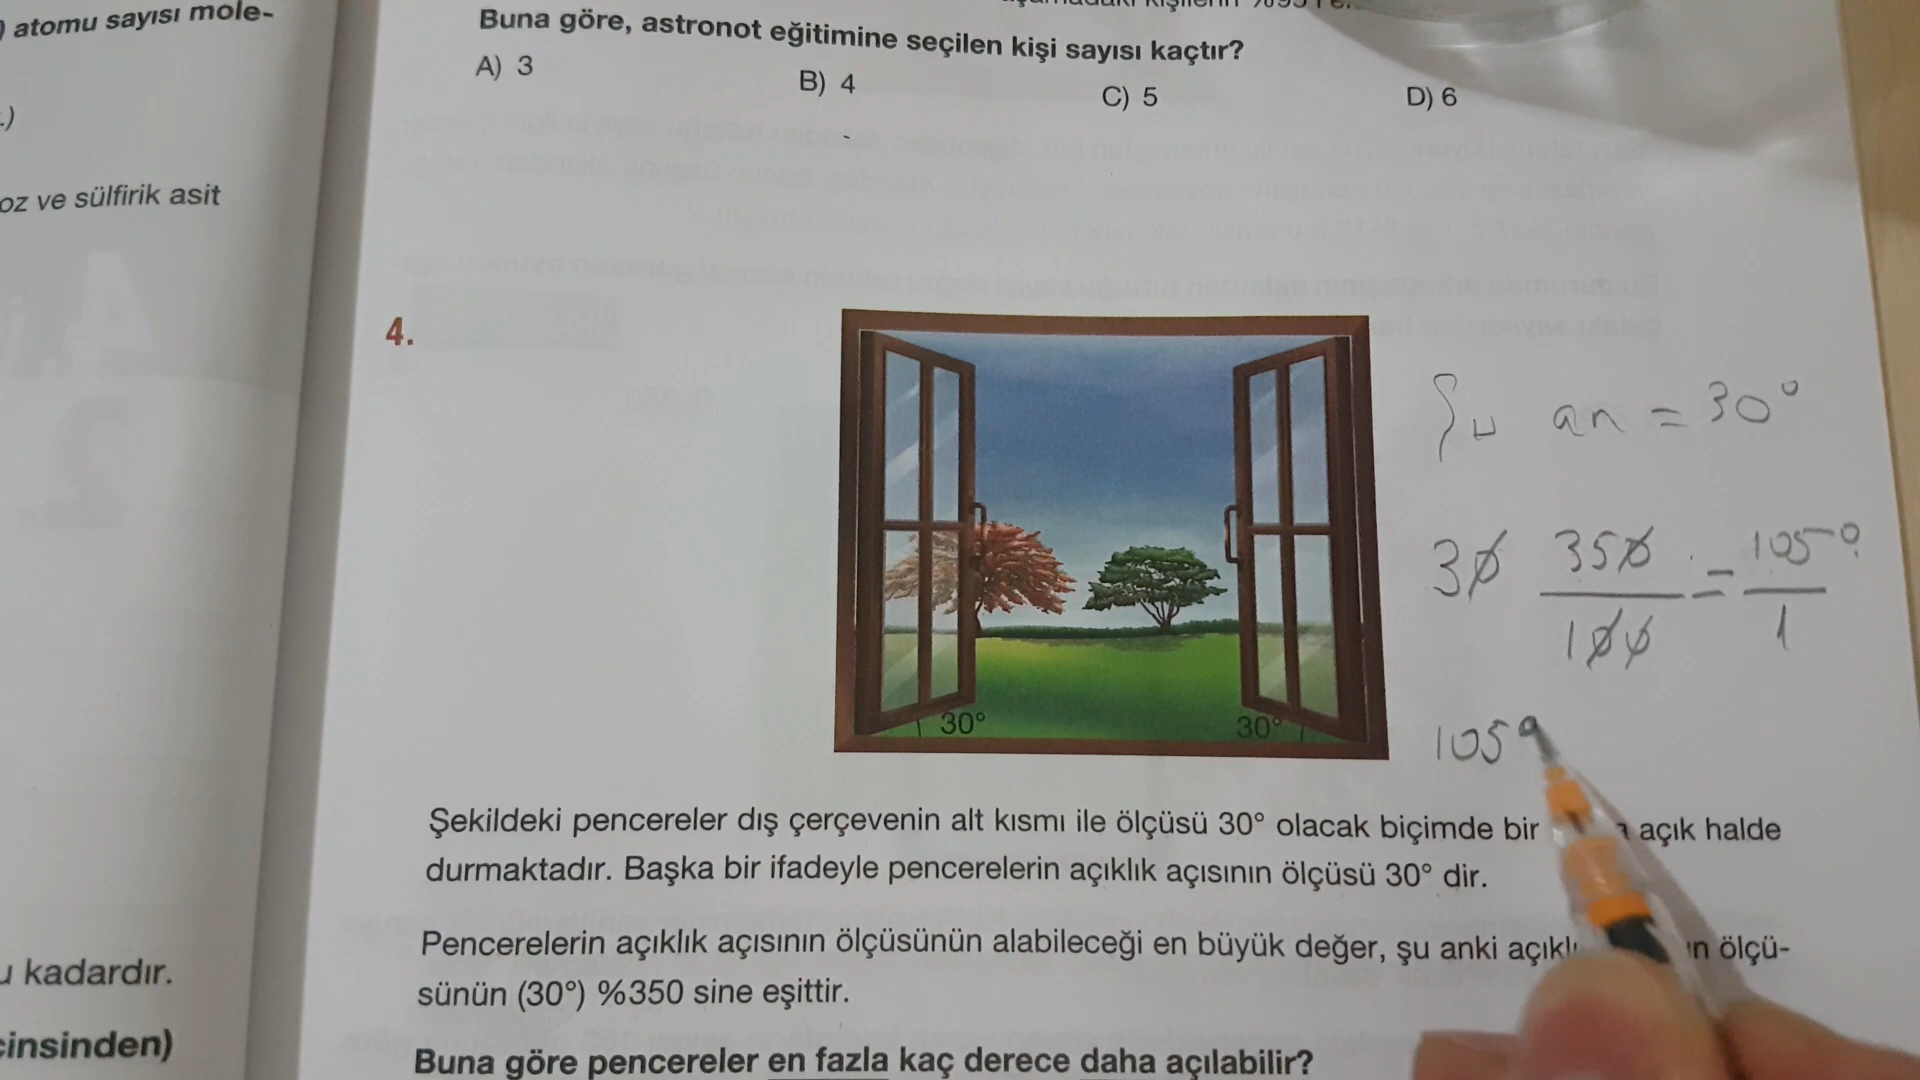 atomu sayısı mole-
oz ve sülfirik asit
kadardır.
cinsinden)
Buna göre, astronot eğitimine seçilen kişi sayısı kaçtır?
A) 3
B) 4
C) 5
D) 6
4.
30°
30°
Şu an = 30°
30 350/100 = 105°/1
105°
Şekildeki pencereler dış çerçevenin alt kısmı ile ölçüsü 30° olacak biçimde bir açık halde
durmaktadır. Başka bir ifadeyle pencerelerin açıklık açısının ölçüsü 30° dir.
Pencerelerin açıklık açısının ölçüsünün alabileceği en büyük değer, şu anki ölçü-
sünün (30°) %350 sine eşittir.
Buna göre pencereler en fazla kaç derece daha açılabilir?